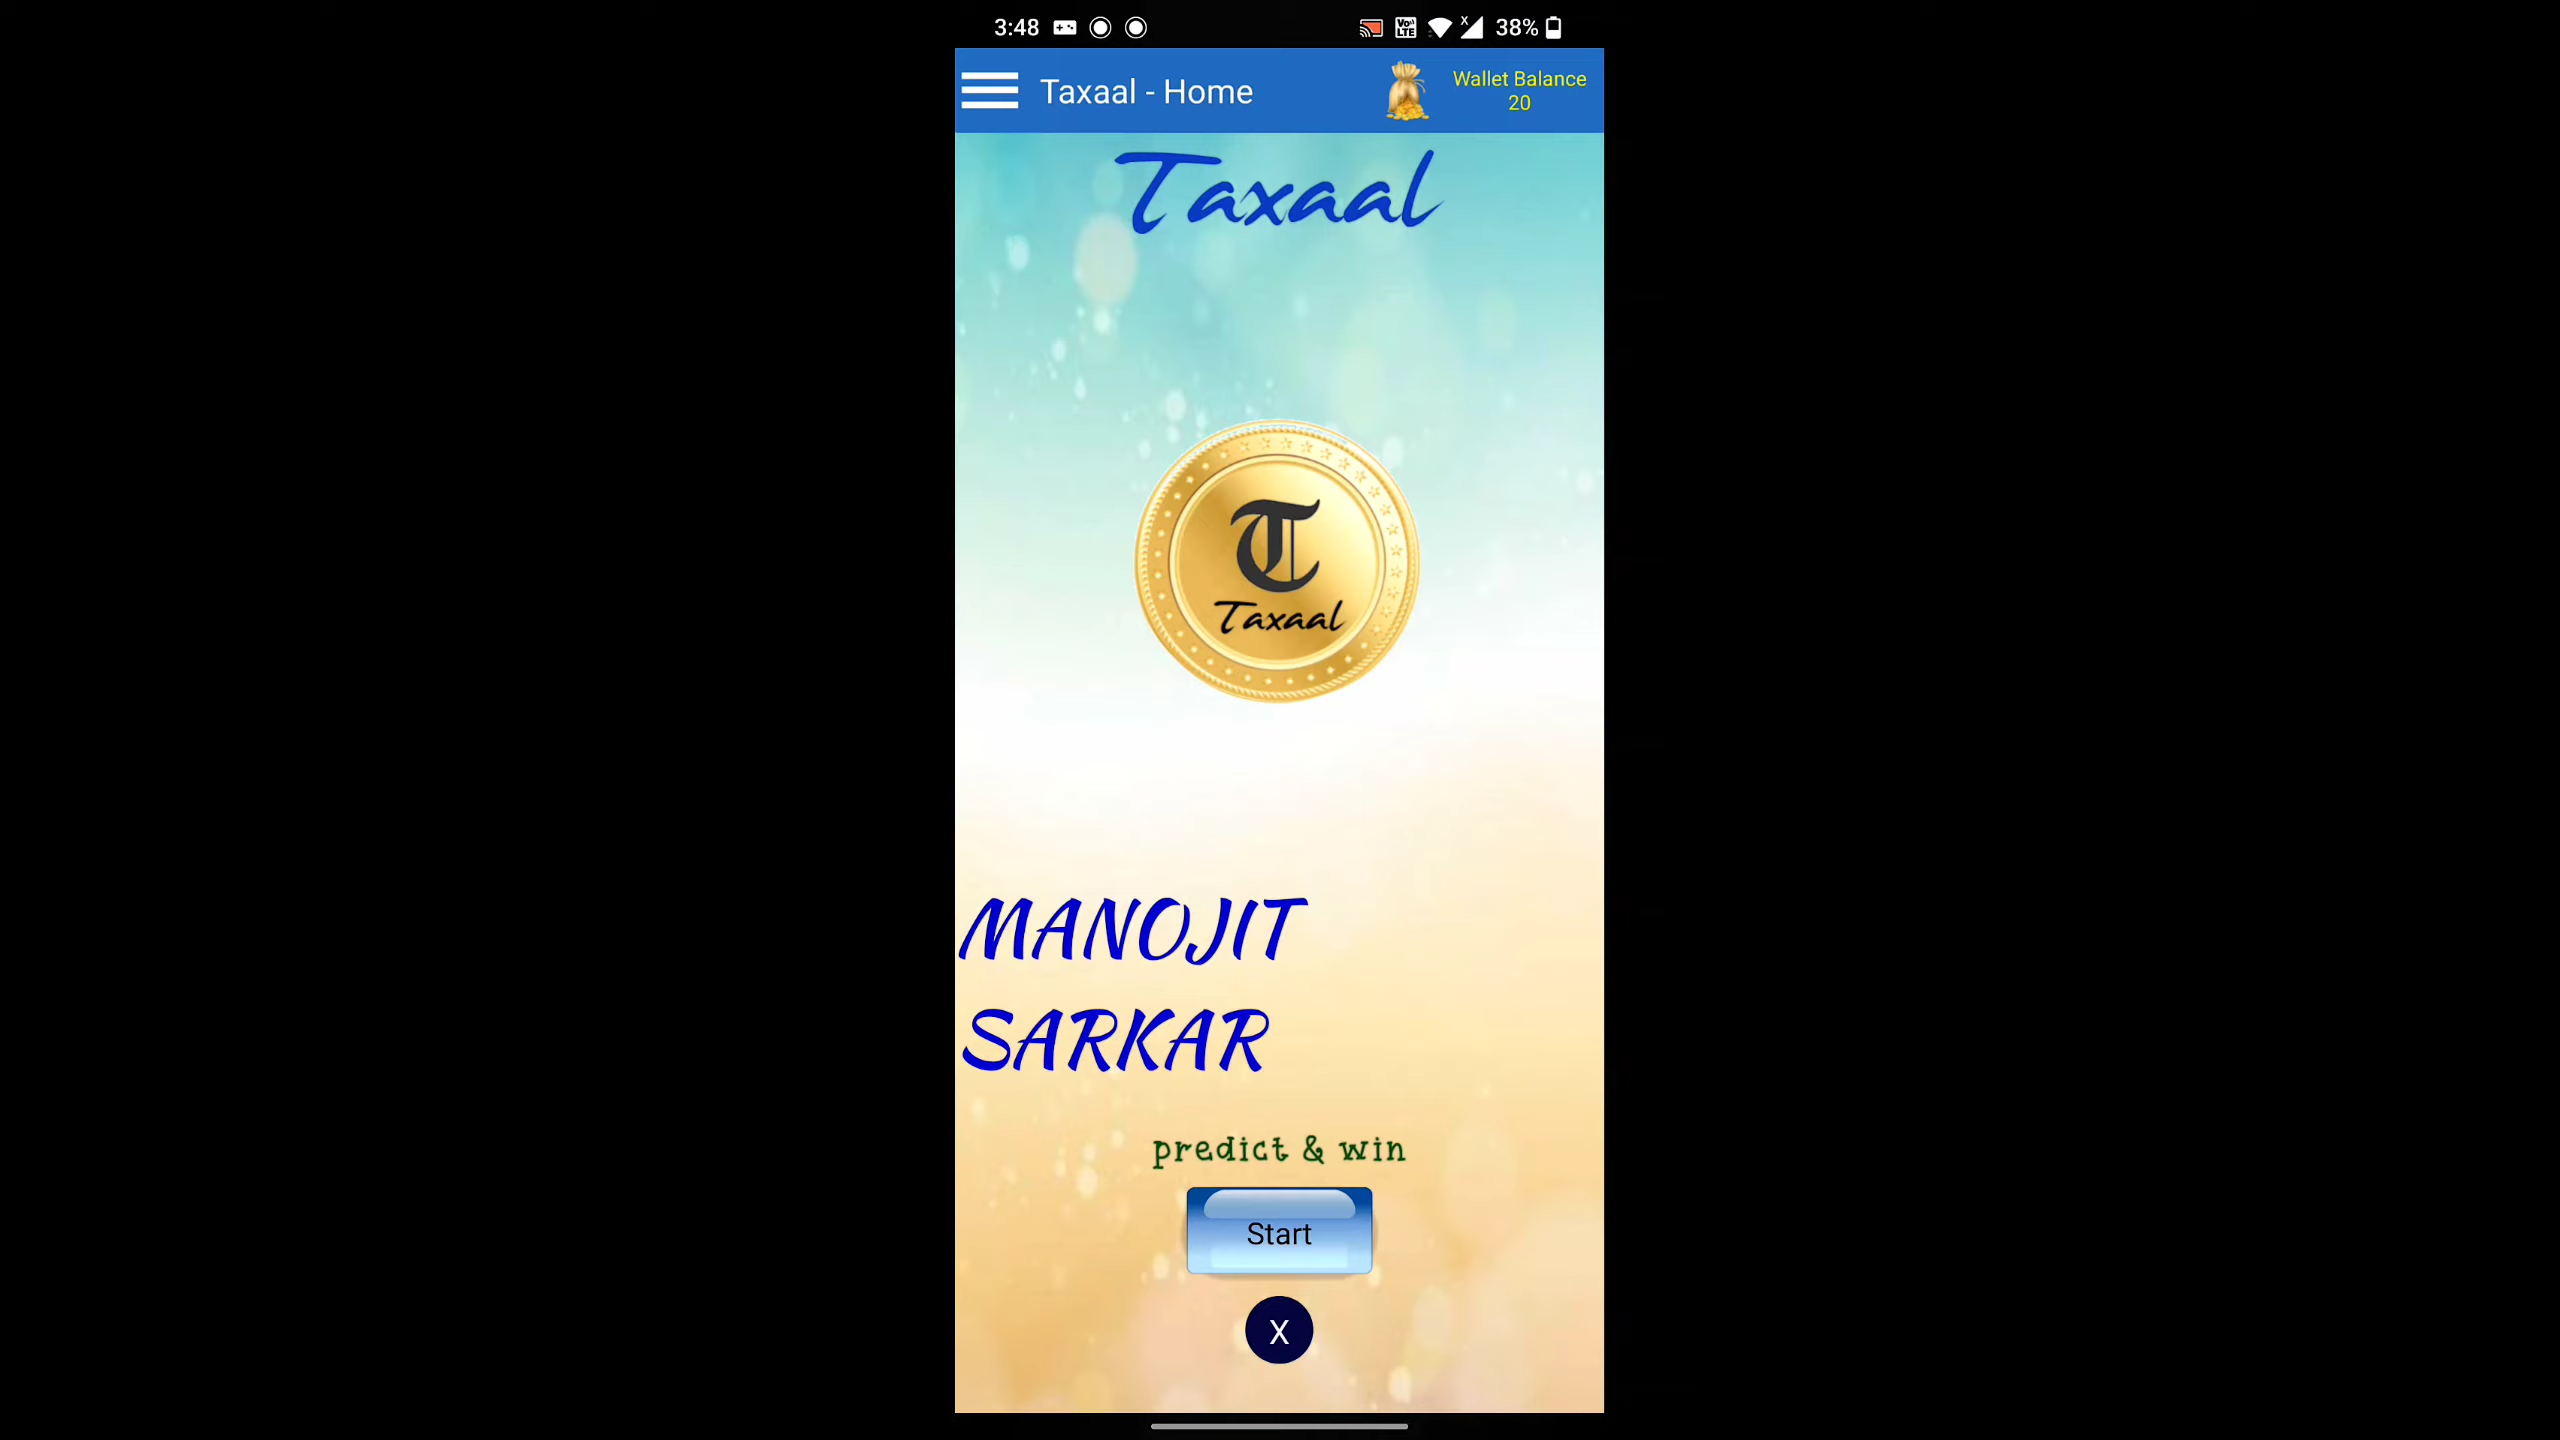 3:48 38%
Taxaal - Home
Wallet Balance
20
Taxaal
T
Taxaal
MANOJIT
SARKAR
predict & win
Start
X